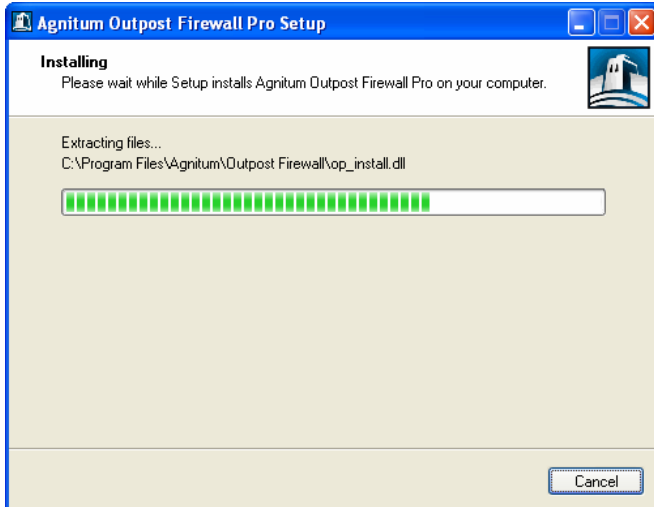 Agnitum Outpost Firewall Pro Setup
Installing
Please wait while Setup installs Agnitum Outpost Firewall Pro on your computer.
Extracting files...
C:\Program Files\Agnitum\Outpost Firewall\op_install.dll
Cancel